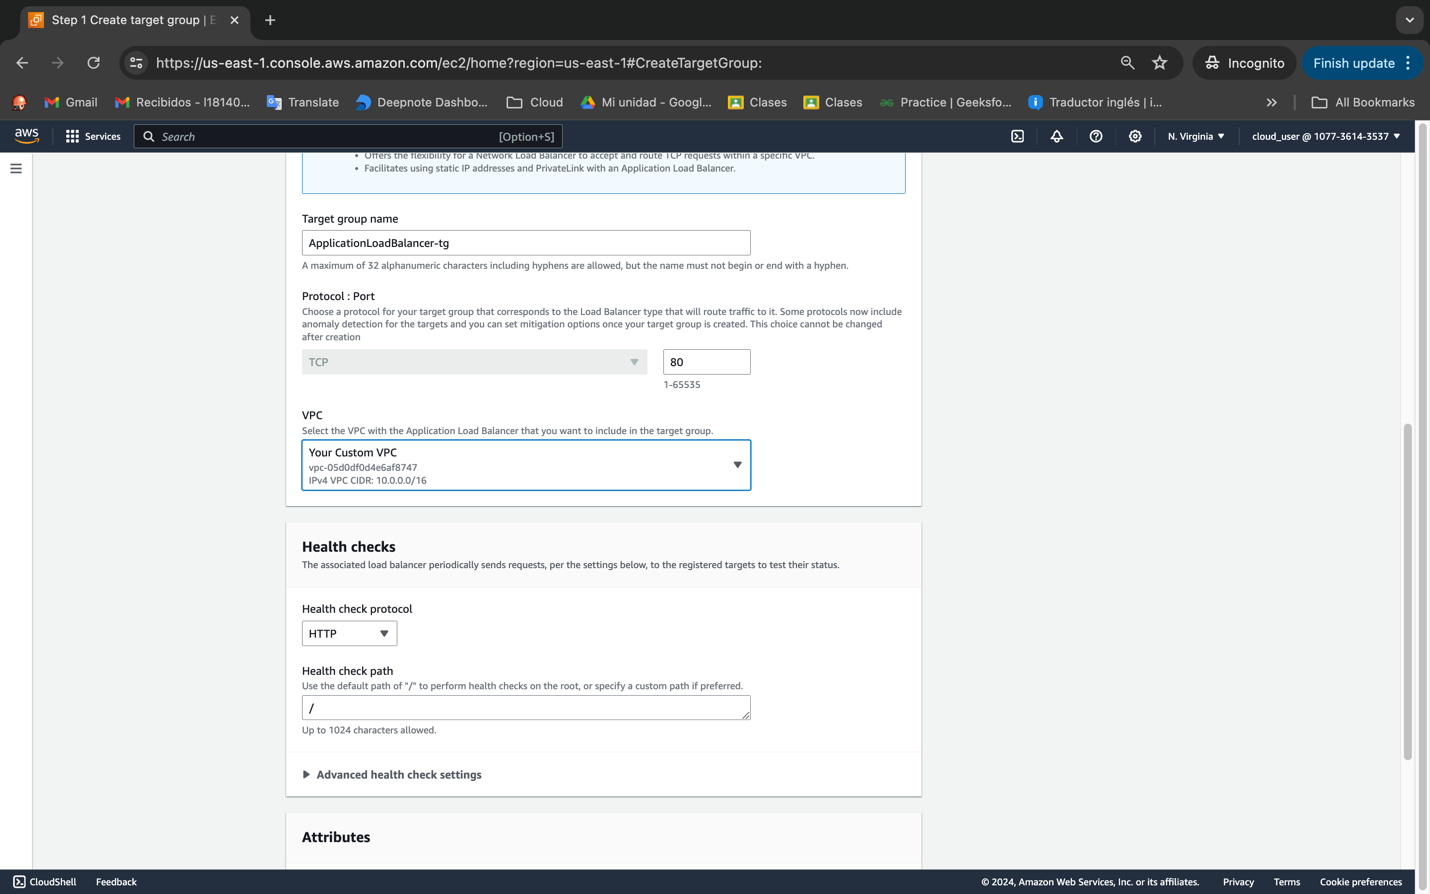 Step 1 Create target group | E
https://us-east-1.console.aws.amazon.com/ec2/home?region=us-east-1#CreateTargetGroup:
Incognito
Finish update
Gmail
Recibidos - l18140...
Translate
Deepnote Dashbo...
Cloud
Mi unidad - Googl...
Clases
Clases
Practice | Geeksfo...
Traductor inglés | i...
»
All Bookmarks
aws
Services
Search
[Option+S]
N. Virginia
cloud_user @ 1077-3614-3537
• Offers the flexibility for a Network Load Balancer to accept and route TCP requests within a specific VPC.
• Facilitates using static IP addresses and PrivateLink with an Application Load Balancer.
Target group name
ApplicationLoadBalancer-tg
A maximum of 32 alphanumeric characters including hyphens are allowed, but the name must not begin or end with a hyphen.
Protocol : Port
Choose a protocol for your target group that corresponds to the Load Balancer type that will route traffic to it. Some protocols now include
anomaly detection for the targets and you can set mitigation options once your target group is created. This choice cannot be changed
after creation
TCP
80
1-65535
VPC
Select the VPC with the Application Load Balancer that you want to include in the target group.
Your Custom VPC
vpc-05d0df0d4e6af8747
IPv4 VPC CIDR: 10.0.0.0/16
Health checks
The associated load balancer periodically sends requests, per the settings below, to the registered targets to test their status.
Health check protocol
HTTP
Health check path
Use the default path of "/" to perform health checks on the root, or specify a custom path if preferred.
/
Up to 1024 characters allowed.
Advanced health check settings
Attributes
CloudShell
Feedback
© 2024, Amazon Web Services, Inc. or its affiliates.
Privacy
Terms
Cookie preferences